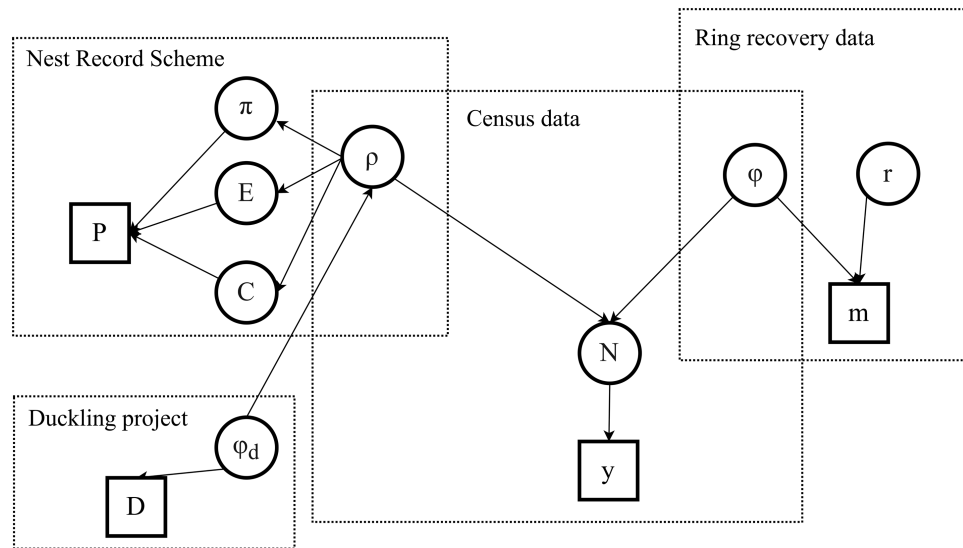 Ring recovery data
Nest Record Scheme
π
Census data
ρ
φ
r
E
P
C
m
N
Duckling project
φd
y
D